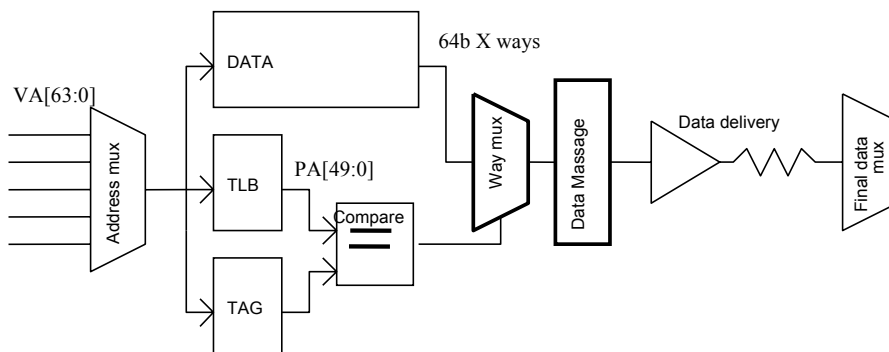 64b X ways
VA[63:0]
Address mux
DATA
TLB
PA[49:0]
TAG
Compare
Way mux
Data Massage
Data delivery
Final data
mux